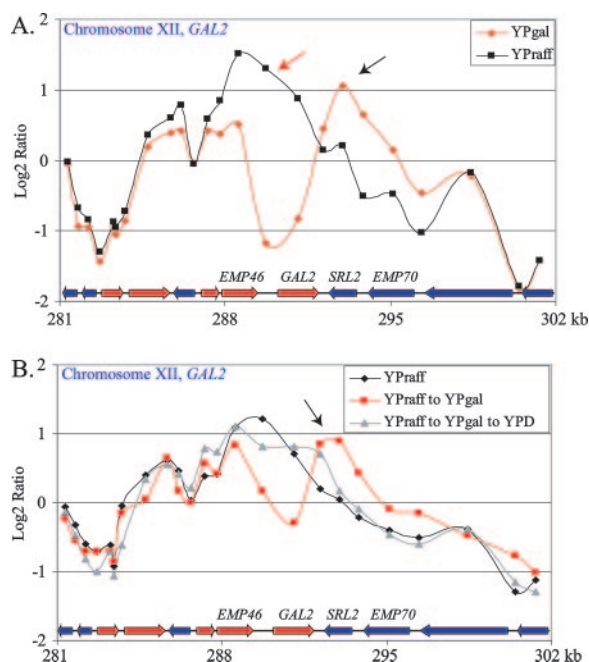 A.
Chromosome XII, GAL2
YPgal
YPraff
Log2 Ratio
2
1
0
-1
-2
EMP46 GAL2 SRL2 EMP70
281 288 295 302 kb
B.
Chromosome XII, GAL2
YPraff
YPraff to YPgal
YPraff to YPgal to YPD
Log2 Ratio
2
1
0
-1
-2
EMP46 GAL2 SRL2 EMP70
281 288 295 302 kb